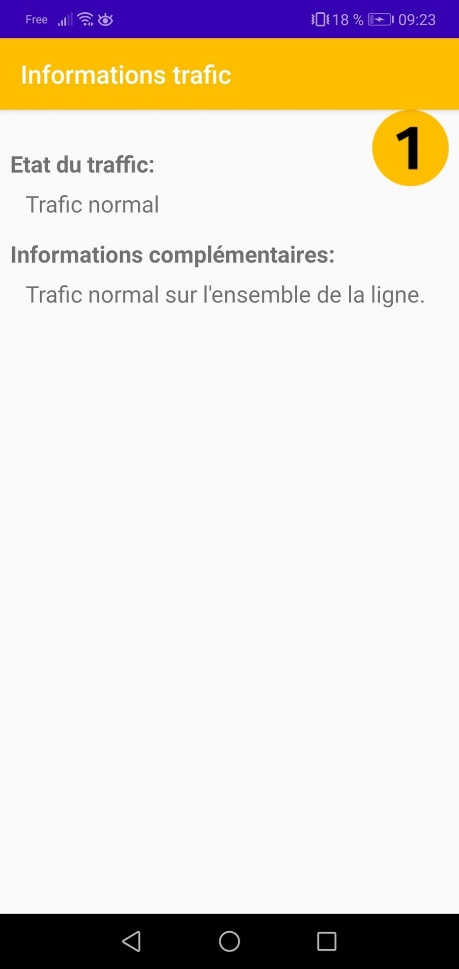 Free 18 % 09:23
Informations trafic
1
Etat du traffic:
Trafic normal
Informations complémentaires:
Trafic normal sur l'ensemble de la ligne.